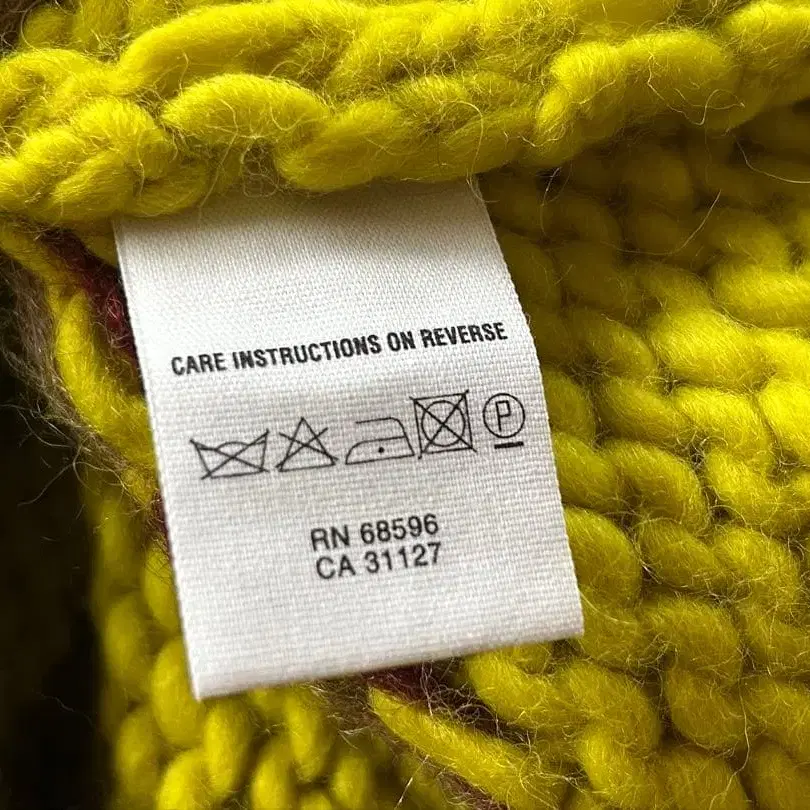 CARE INSTRUCTIONS ON REVERSE
P
RN 68596
CA 31127